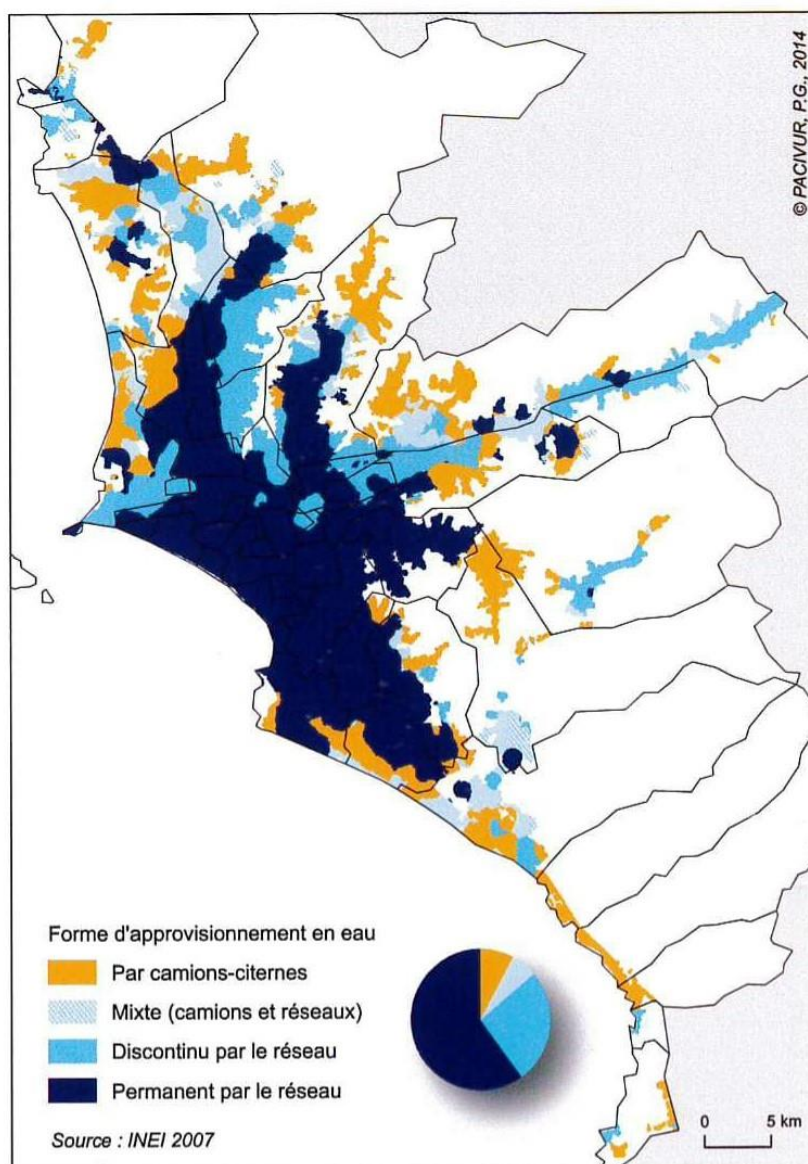 © PACIVUR, P.G., 2014
Forme d'approvisionnement en eau
Par camions-citernes
Mixte (camions et réseaux)
Discontinu par le réseau
Permanent par le réseau
Source : INEI 2007
0 5 km